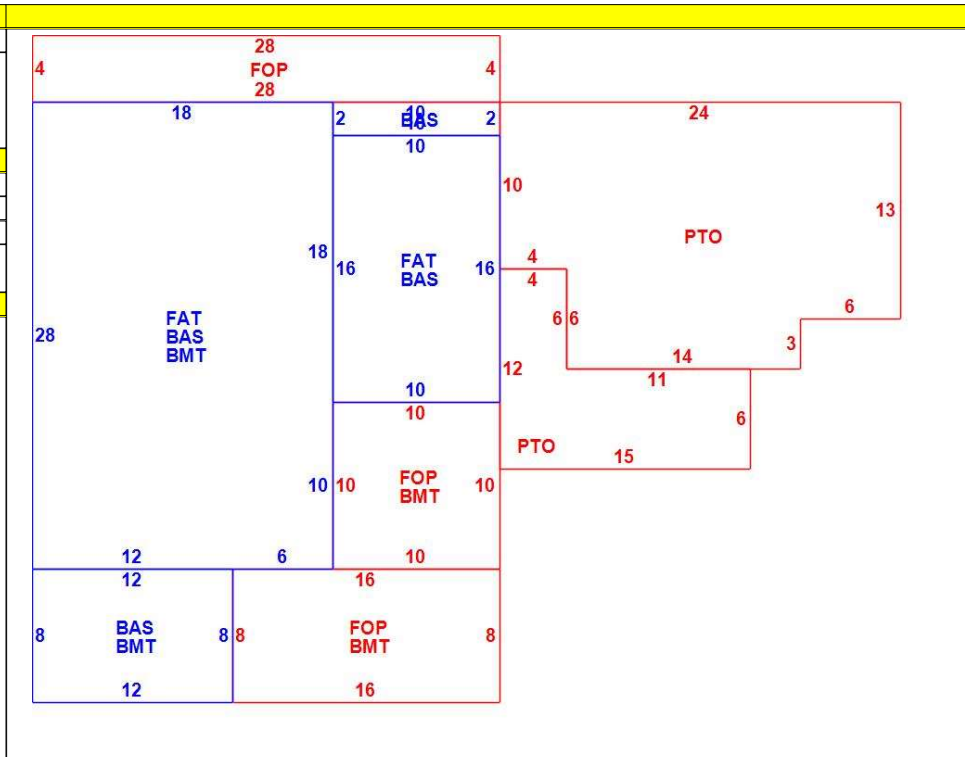 28
4 FOP 4
28
18 2 10 BAS 2 24
10
10
13
PTO
18 16 FAT 16 4
BAS 4
6 6 6
FAT
28 BAS 3
BMT
14
12 11
10 6
10
PTO
15
10 10 FOP 10
BMT
12 6 10
12 16
8 BAS 8 8 FOP 8
BMT BMT
12 16